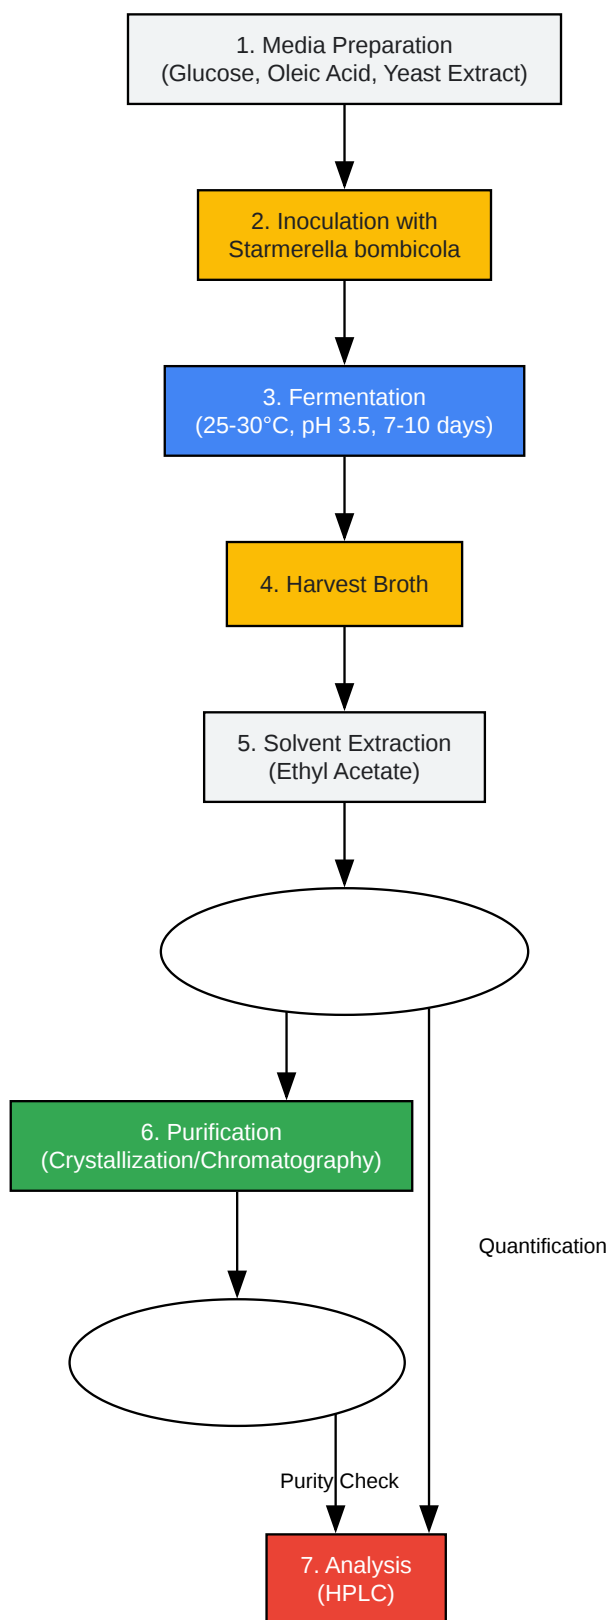 1. Media Preparation
(Glucose, Oleic Acid, Yeast Extract)
2. Inoculation with
Starmerella bombicola
3. Fermentation
(25-30°C, pH 3.5, 7-10 days)
4. Harvest Broth
5. Solvent Extraction
(Ethyl Acetate)
6. Purification
(Crystallization/Chromatography)
Quantification
Purity Check
7. Analysis
(HPLC)